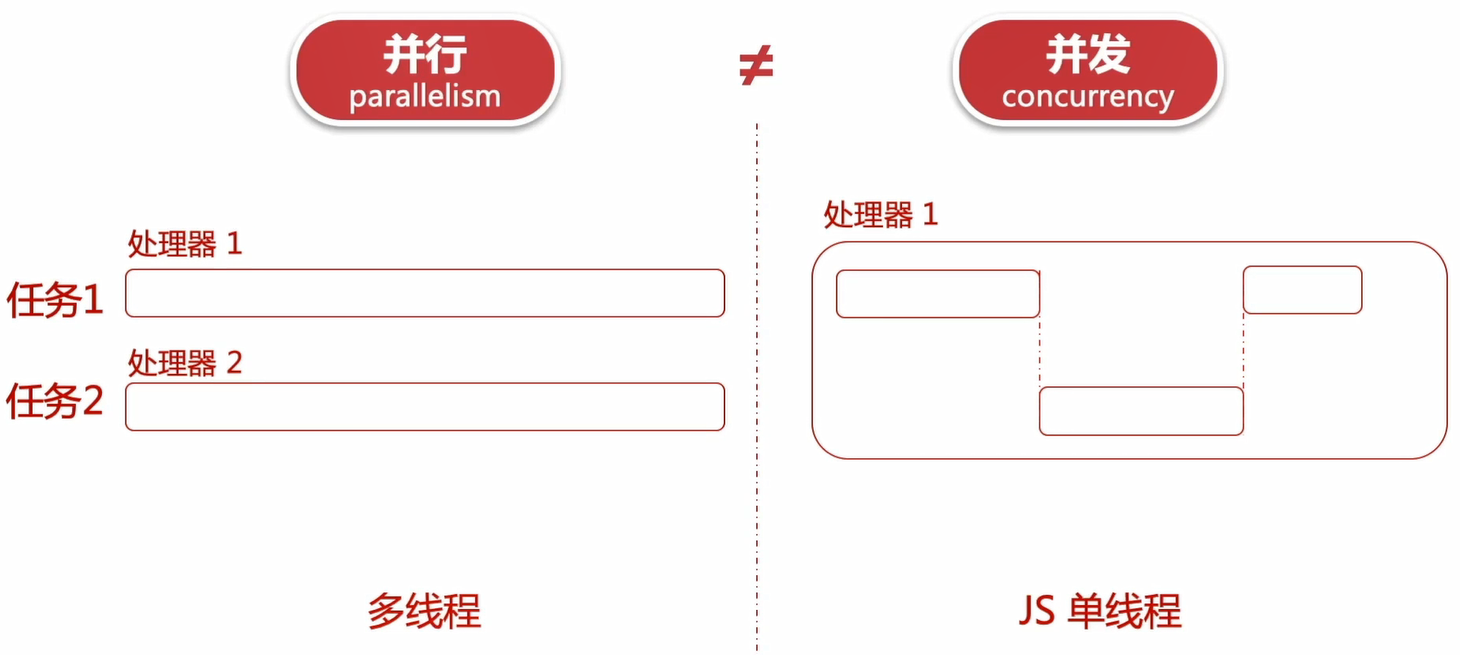 并行
parallelism
≠
并发
concurrency
处理器 1
任务1
处理器 2
任务2
多线程
处理器 1
JS 单线程